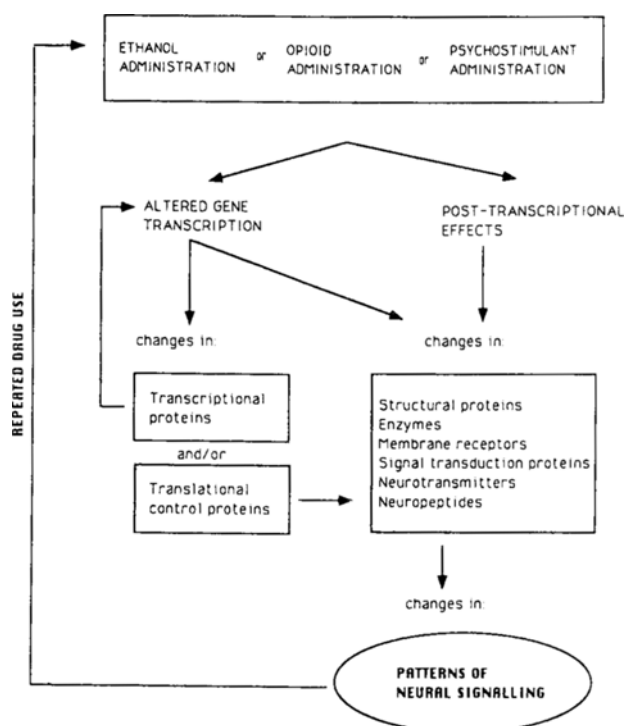 ETHANOL ADMINISTRATION or OPIOID ADMINISTRATION or PSYCHOSTIMULANT ADMINISTRATION
REPEATED DRUG USE
ALTERED GENE
TRANSCRIPTION
POST-TRANSCRIPTIONAL
EFFECTS
changes in:
changes in:
Transcriptional
proteins
and/or
Translational
control proteins
Structural proteins
Enzymes
Membrane receptors
Signal transduction proteins
Neurotransmitters
Neuropeptides
changes in:
PATTERNS OF
NEURAL SIGNALLING